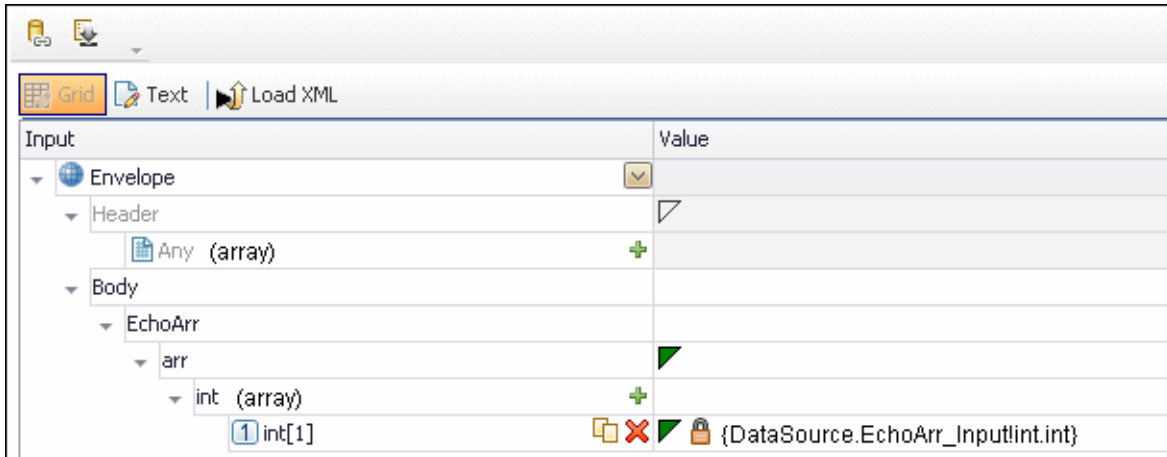 Grid Text Load XML
Input Value
Envelope
Header
Any (array)
Body
EchoArr
arr
int (array)
1 int[1] {DataSource.EchoArr_Input!int.int}